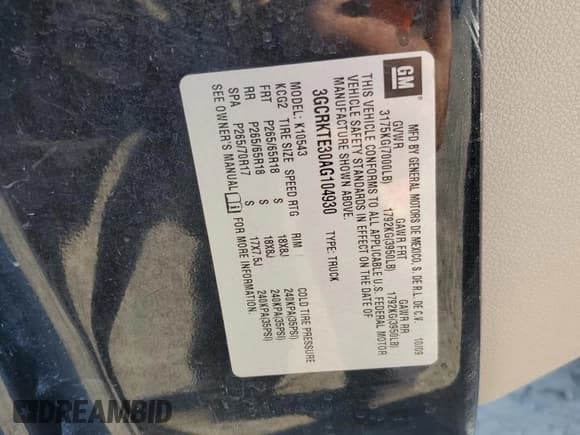 GM®
MFD BY GENERAL MOTORS DE MEXICO, S. DE R.L. DE C.V. 10/09
GVWR GAWR FRT GAWR RR
3175KG(7000LB) 1792KG(3950LB) 1792KG(3950LB)
THIS VEHICLE CONFORMS TO ALL APPLICABLE U.S. FEDERAL MOTOR
VEHICLE SAFETY STANDARDS IN EFFECT ON THE DATE OF
MANUFACTURE SHOWN ABOVE.
3GCRKTE30AG104930 TYPE: TRUCK
MODEL: K10543
KCG2 TIRE SIZE SPEED RTG RIM COLD TIRE PRESSURE
FRT P265/65R18 S 18X8J 240KPA(35PSI)
RR P265/65R18 S 18X8J 240KPA(35PSI)
SPA P265/70R17 S 17X7.5J 240KPA(35PSI)
SEE OWNER'S MANUAL
DREAMBID